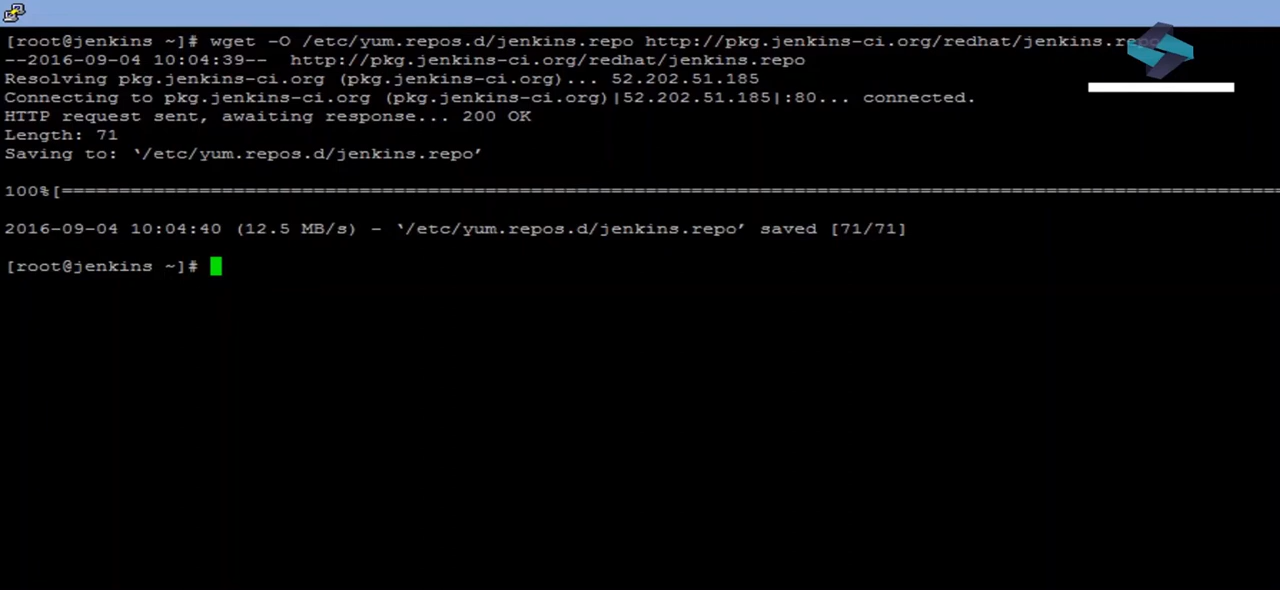 [root@jenkins ~]# wget -O /etc/yum.repos.d/jenkins.repo http://pkg.jenkins-ci.org/redhat/jenkins.repo
--2016-09-04 10:04:39--  http://pkg.jenkins-ci.org/redhat/jenkins.repo
Resolving pkg.jenkins-ci.org (pkg.jenkins-ci.org)... 52.202.51.185
Connecting to pkg.jenkins-ci.org (pkg.jenkins-ci.org)|52.202.51.185|:80... connected.
HTTP request sent, awaiting response... 200 OK
Length: 71
Saving to: ‘/etc/yum.repos.d/jenkins.repo’
100%[=============================================================================================================
2016-09-04 10:04:40 (12.5 MB/s) - ‘/etc/yum.repos.d/jenkins.repo’ saved [71/71]
[root@jenkins ~]#